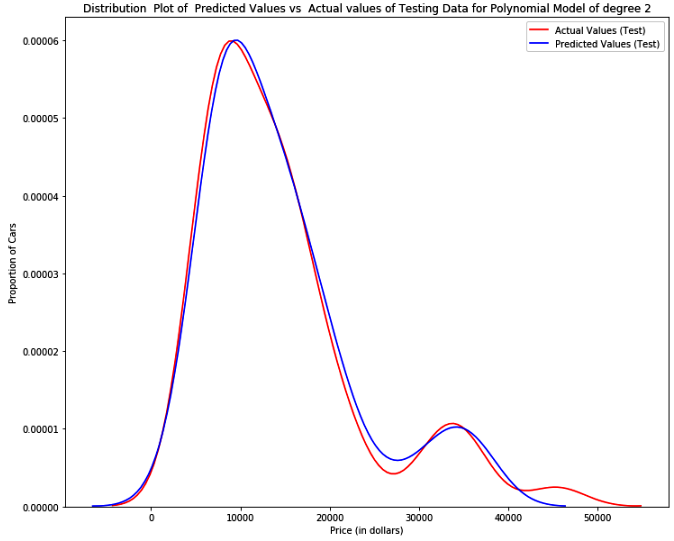 Distribution  Plot of  Predicted Values vs  Actual values of Testing Data for Polynomial Model of degree 2
Actual Values (Test)
Predicted Values (Test)
0.00006
0.00005
0.00004
0.00003
0.00002
0.00001
0.00000
Proportion of Cars
0 10000 20000 30000 40000 50000
Price (in dollars)